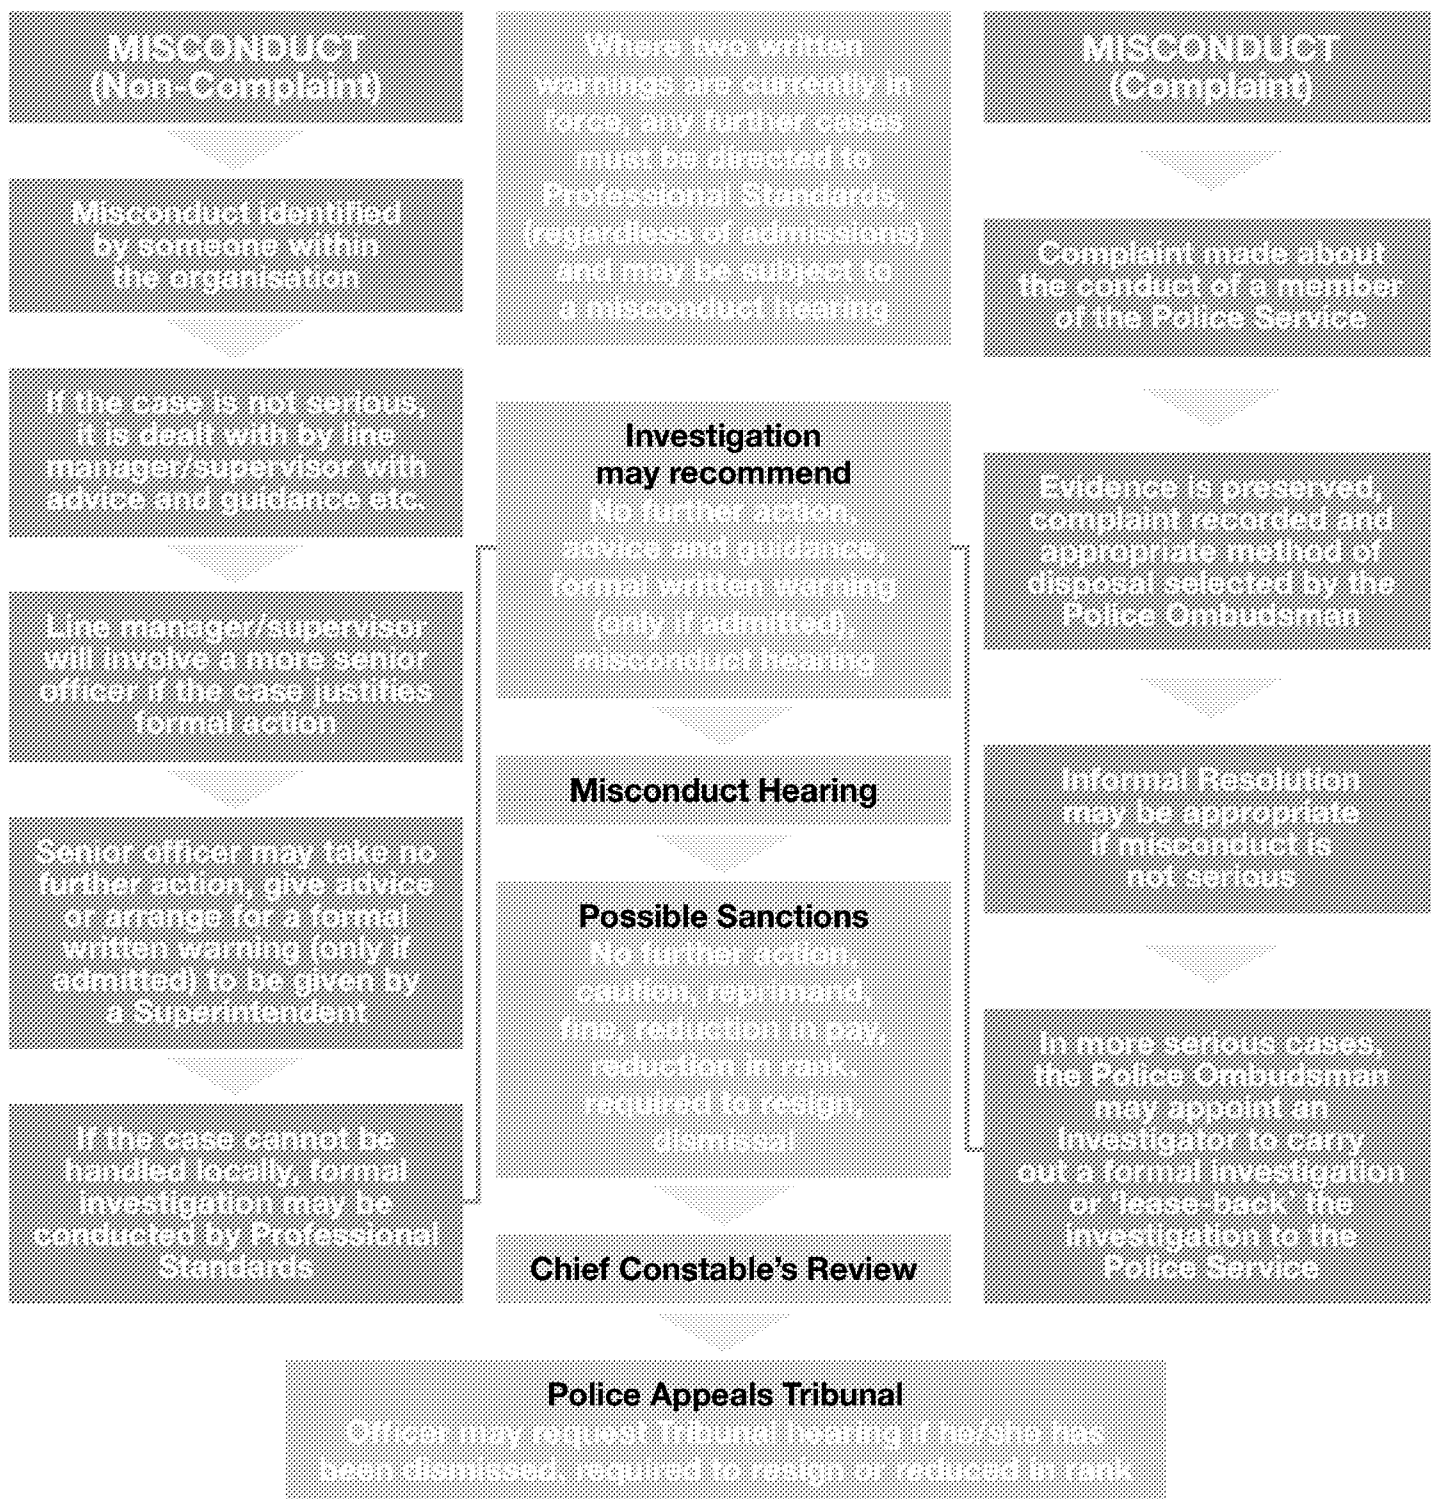 MISCONDUCT
(Non-Complaint)
Misconduct identified
by someone within
the organisation
If the case is not serious,
it is dealt with by line
manager/supervisor with
advice and guidance etc.
Line manager/supervisor
will involve a more senior
officer if the case justifies
formal action
Senior officer may take no
further action, give advice
or arrange for a formal
written warning (only if
admitted) to be given by
a Superintendent
If the case cannot be
handled locally, formal
investigation may be
conducted by Professional
Standards
Where two written
warnings are currently in
force, any further cases
must be directed to
Professional Standards,
(regardless of admissions)
and may be subject to
a misconduct hearing
Investigation
may recommend
No further action,
advice and guidance,
formal written warning
(only if admitted),
misconduct hearing
Misconduct Hearing
Possible Sanctions
No further action,
caution, reprimand,
fine, reduction in pay,
reduction in rank,
required to resign,
dismissal
Chief Constable's Review
Police Appeals Tribunal
Officer may request Tribunal hearing if he/she has
been dismissed, required to resign or reduced in rank
MISCONDUCT
(Complaint)
Complaint made about
the conduct of a member
of the Police Service
Evidence is preserved,
complaint recorded and
appropriate method of
disposal selected by the
Police Ombudsman
Informal Resolution
may be appropriate
if misconduct is
not serious
In more serious cases,
the Police Ombudsman
may appoint an
Investigator to carry
out a formal investigation
or 'lease-back' the
investigation to the
Police Service